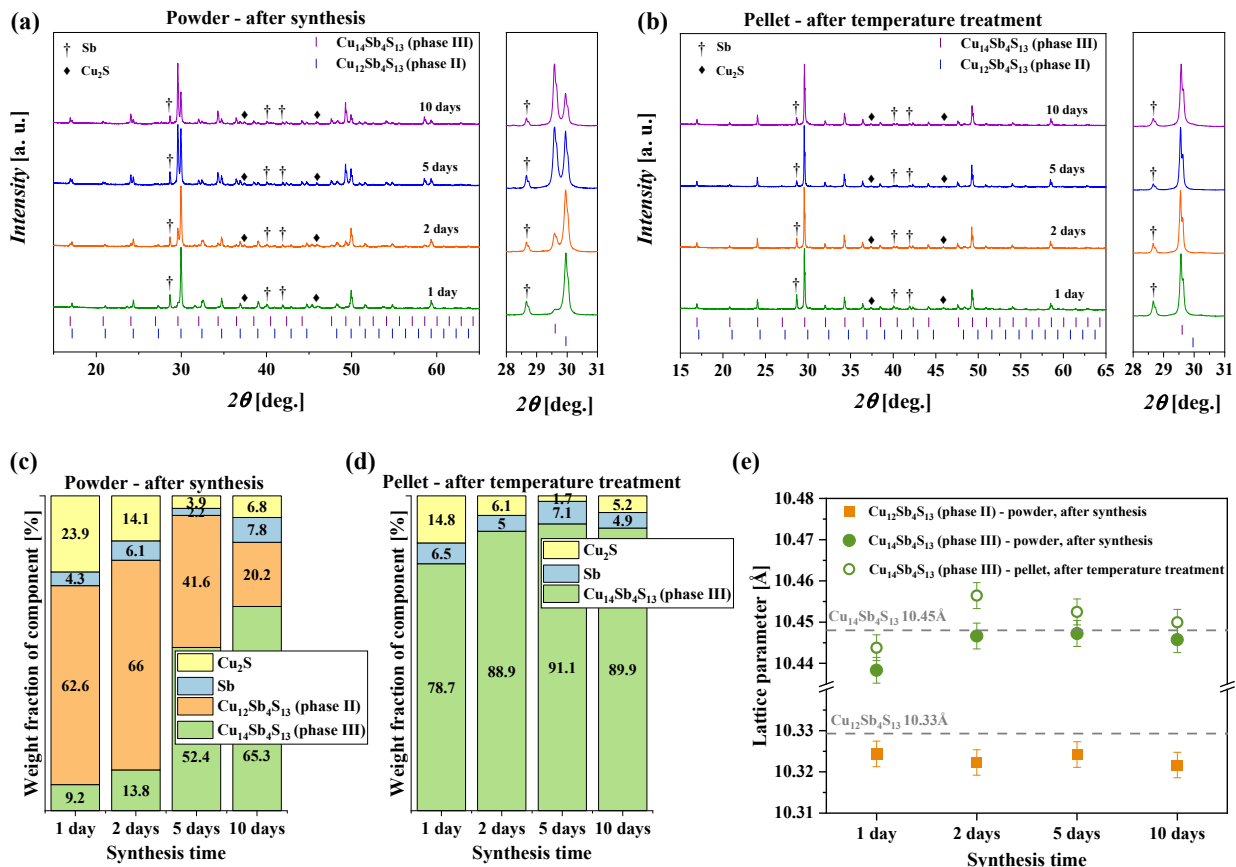 (a)
Powder - after synthesis
† Sb
♦ Cu₂S
| Cu₁₄Sb₄S₁₃ (phase III)
| Cu₁₂Sb₄S₁₃ (phase II)
Intensity [a. u.]
† ♦ † † ♦ 10 days
† ♦ † † ♦ 5 days
† ♦ † † ♦ 2 days
† ♦ † † ♦ 1 day
20 30 40 50 60
2θ [deg.]
†
†
†
†
28 29 30 31
2θ [deg.]
(b)
Pellet - after temperature treatment
† Sb
♦ Cu₂S
| Cu₁₄Sb₄S₁₃ (phase III)
| Cu₁₂Sb₄S₁₃ (phase II)
Intensity [a. u.]
† ♦ † † ♦ 10 days
† ♦ † † ♦ 5 days
† ♦ † † ♦ 2 days
† ♦ † † ♦ 1 day
15 20 25 30 35 40 45 50 55 60 65
2θ [deg.]
†
†
†
†
28 29 30 31
2θ [deg.]
(c)
Powder - after synthesis
Weight fraction of component [%]
23.9
4.3
62.6
9.2
14.1
6.1
66
13.8
3.9
2.2
41.6
52.4
6.8
7.8
20.2
65.3
Cu₂S
Sb
Cu₁₂Sb₄S₁₃ (phase II)
Cu₁₄Sb₄S₁₃ (phase III)
1 day 2 days 5 days 10 days
Synthesis time
(d)
Pellet - after temperature treatment
Weight fraction of component [%]
14.8
6.5
78.7
6.1
5
88.9
1.7
7.1
91.1
5.2
4.9
89.9
Cu₂S
Sb
Cu₁₄Sb₄S₁₃ (phase III)
1 day 2 days 5 days 10 days
Synthesis time
(e)
Lattice parameter [Å]
10.48
10.47
10.46
10.45
10.44
10.33
10.32
10.31
Cu₁₂Sb₄S₁₃ (phase II) - powder, after synthesis
Cu₁₄Sb₄S₁₃ (phase III) - powder, after synthesis
Cu₁₄Sb₄S₁₃ (phase III) - pellet, after temperature treatment
Cu₁₄Sb₄S₁₃ 10.45Å
Cu₁₂Sb₄S₁₃ 10.33Å
1 day 2 days 5 days 10 days
Synthesis time